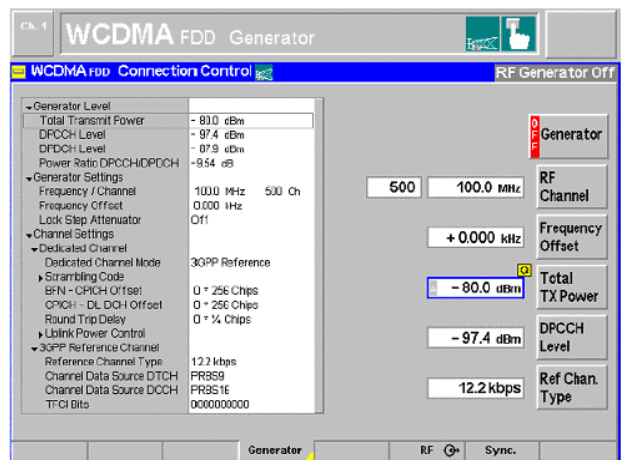 Ch. 1
WCDMA FDD Generator
WCDMA FDD Connection Control
RF Generator Off
Generator Level
Total Transmit Power - 80.0 dBm
DPCCH Level - 97.4 dBm
DPDCH Level - 87.9 dBm
Power Ratio DPCCH/DPDCH -9.54 dB
Generator Settings
Frequency / Channel 100.0 MHz 500 Ch
Frequency Offset 0.000 kHz
Lock Step Attenuator Off
Channel Settings
Dedicated Channel
Dedicated Channel Mode 3GPP Reference
Scrambling Code
BFN - CPICH Offset 0 * 256 Chips
CPICH - DL DCH Offset 0 * 256 Chips
Round Trip Delay 0 * ¼ Chips
Uplink Power Control
3GPP Reference Channel
Reference Channel Type 12.2 kbps
Channel Data Source DTCH PRBS9
Channel Data Source DCCH PRBS16
TFCI Bits 0000000000
OFF Generator
500 100.0 MHz RF Channel
+ 0.000 kHz Frequency Offset
- 80.0 dBm Total TX Power
- 97.4 dBm DPCCH Level
12.2 kbps Ref Chan. Type
Generator RF Sync.